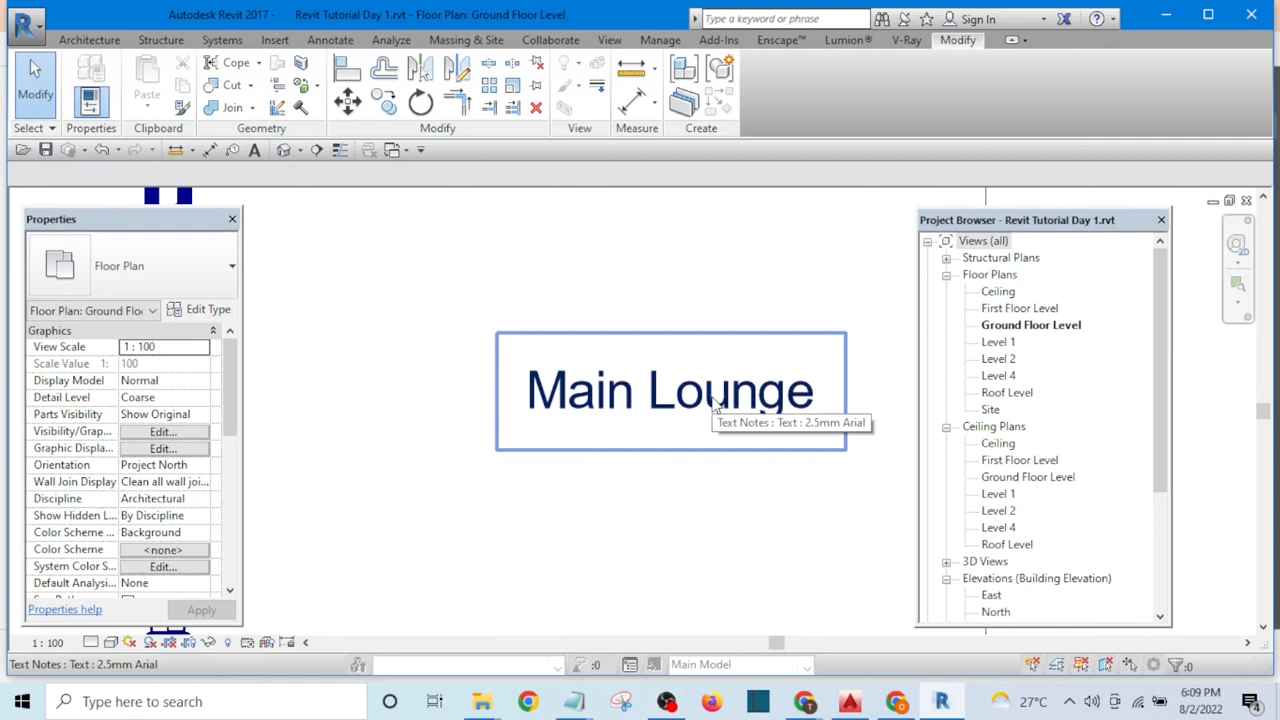 Autodesk Revit 2017 - Revit Tutorial Day 1.rvt - Floor Plan: Ground Floor Level
Type a keyword or phrase
Sign In
Architecture Structure Systems Insert Annotate Analyze Massing & Site Collaborate View Manage Add-Ins Enscape™ Lumion® V-Ray Modify
Modify
Paste
Cope
Cut
Join
Select Properties Clipboard Geometry Modify View Measure Create
Properties
Floor Plan
Floor Plan: Ground Flo
Edit Type
Graphics
View Scale 1 : 100
Scale Value 1: 100
Display Model Normal
Detail Level Coarse
Parts Visibility Show Original
Visibility/Grap... Edit...
Graphic Displa... Edit...
Orientation Project North
Wall Join Display Clean all wall joi...
Discipline Architectural
Show Hidden L... By Discipline
Color Scheme ... Background
Color Scheme <none>
System Color S... Edit...
Default Analysi... None
Properties help
Apply
Main Lounge
Text Notes : Text : 2.5mm Arial
Project Browser - Revit Tutorial Day 1.rvt
Views (all)
Structural Plans
Floor Plans
Ceiling
First Floor Level
Ground Floor Level
Level 1
Level 2
Level 4
Roof Level
Site
Ceiling Plans
Ceiling
First Floor Level
Ground Floor Level
Level 1
Level 2
Level 4
Roof Level
3D Views
Elevations (Building Elevation)
East
North
2D
1 : 100
Text Notes : Text : 2.5mm Arial
:0
Main Model
:0
Type here to search
27°C
6:09 PM
8/2/2022
4